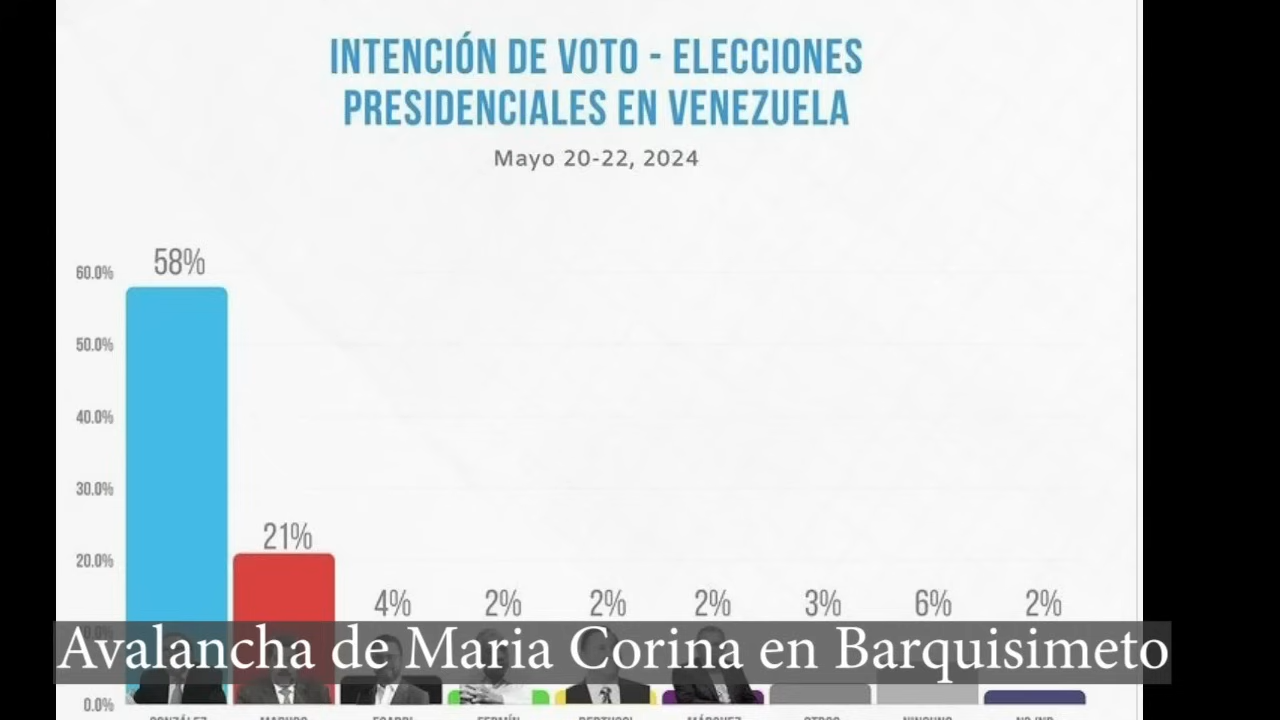 INTENCIÓN DE VOTO - ELECCIONES
PRESIDENCIALES EN VENEZUELA
Mayo 20-22, 2024
58%
60.0%
50.0%
40.0%
30.0%
21%
20.0%
4% 2% 2% 2% 3% 6% 2%
Avalancha de Maria Corina en Barquisimeto
0.0%